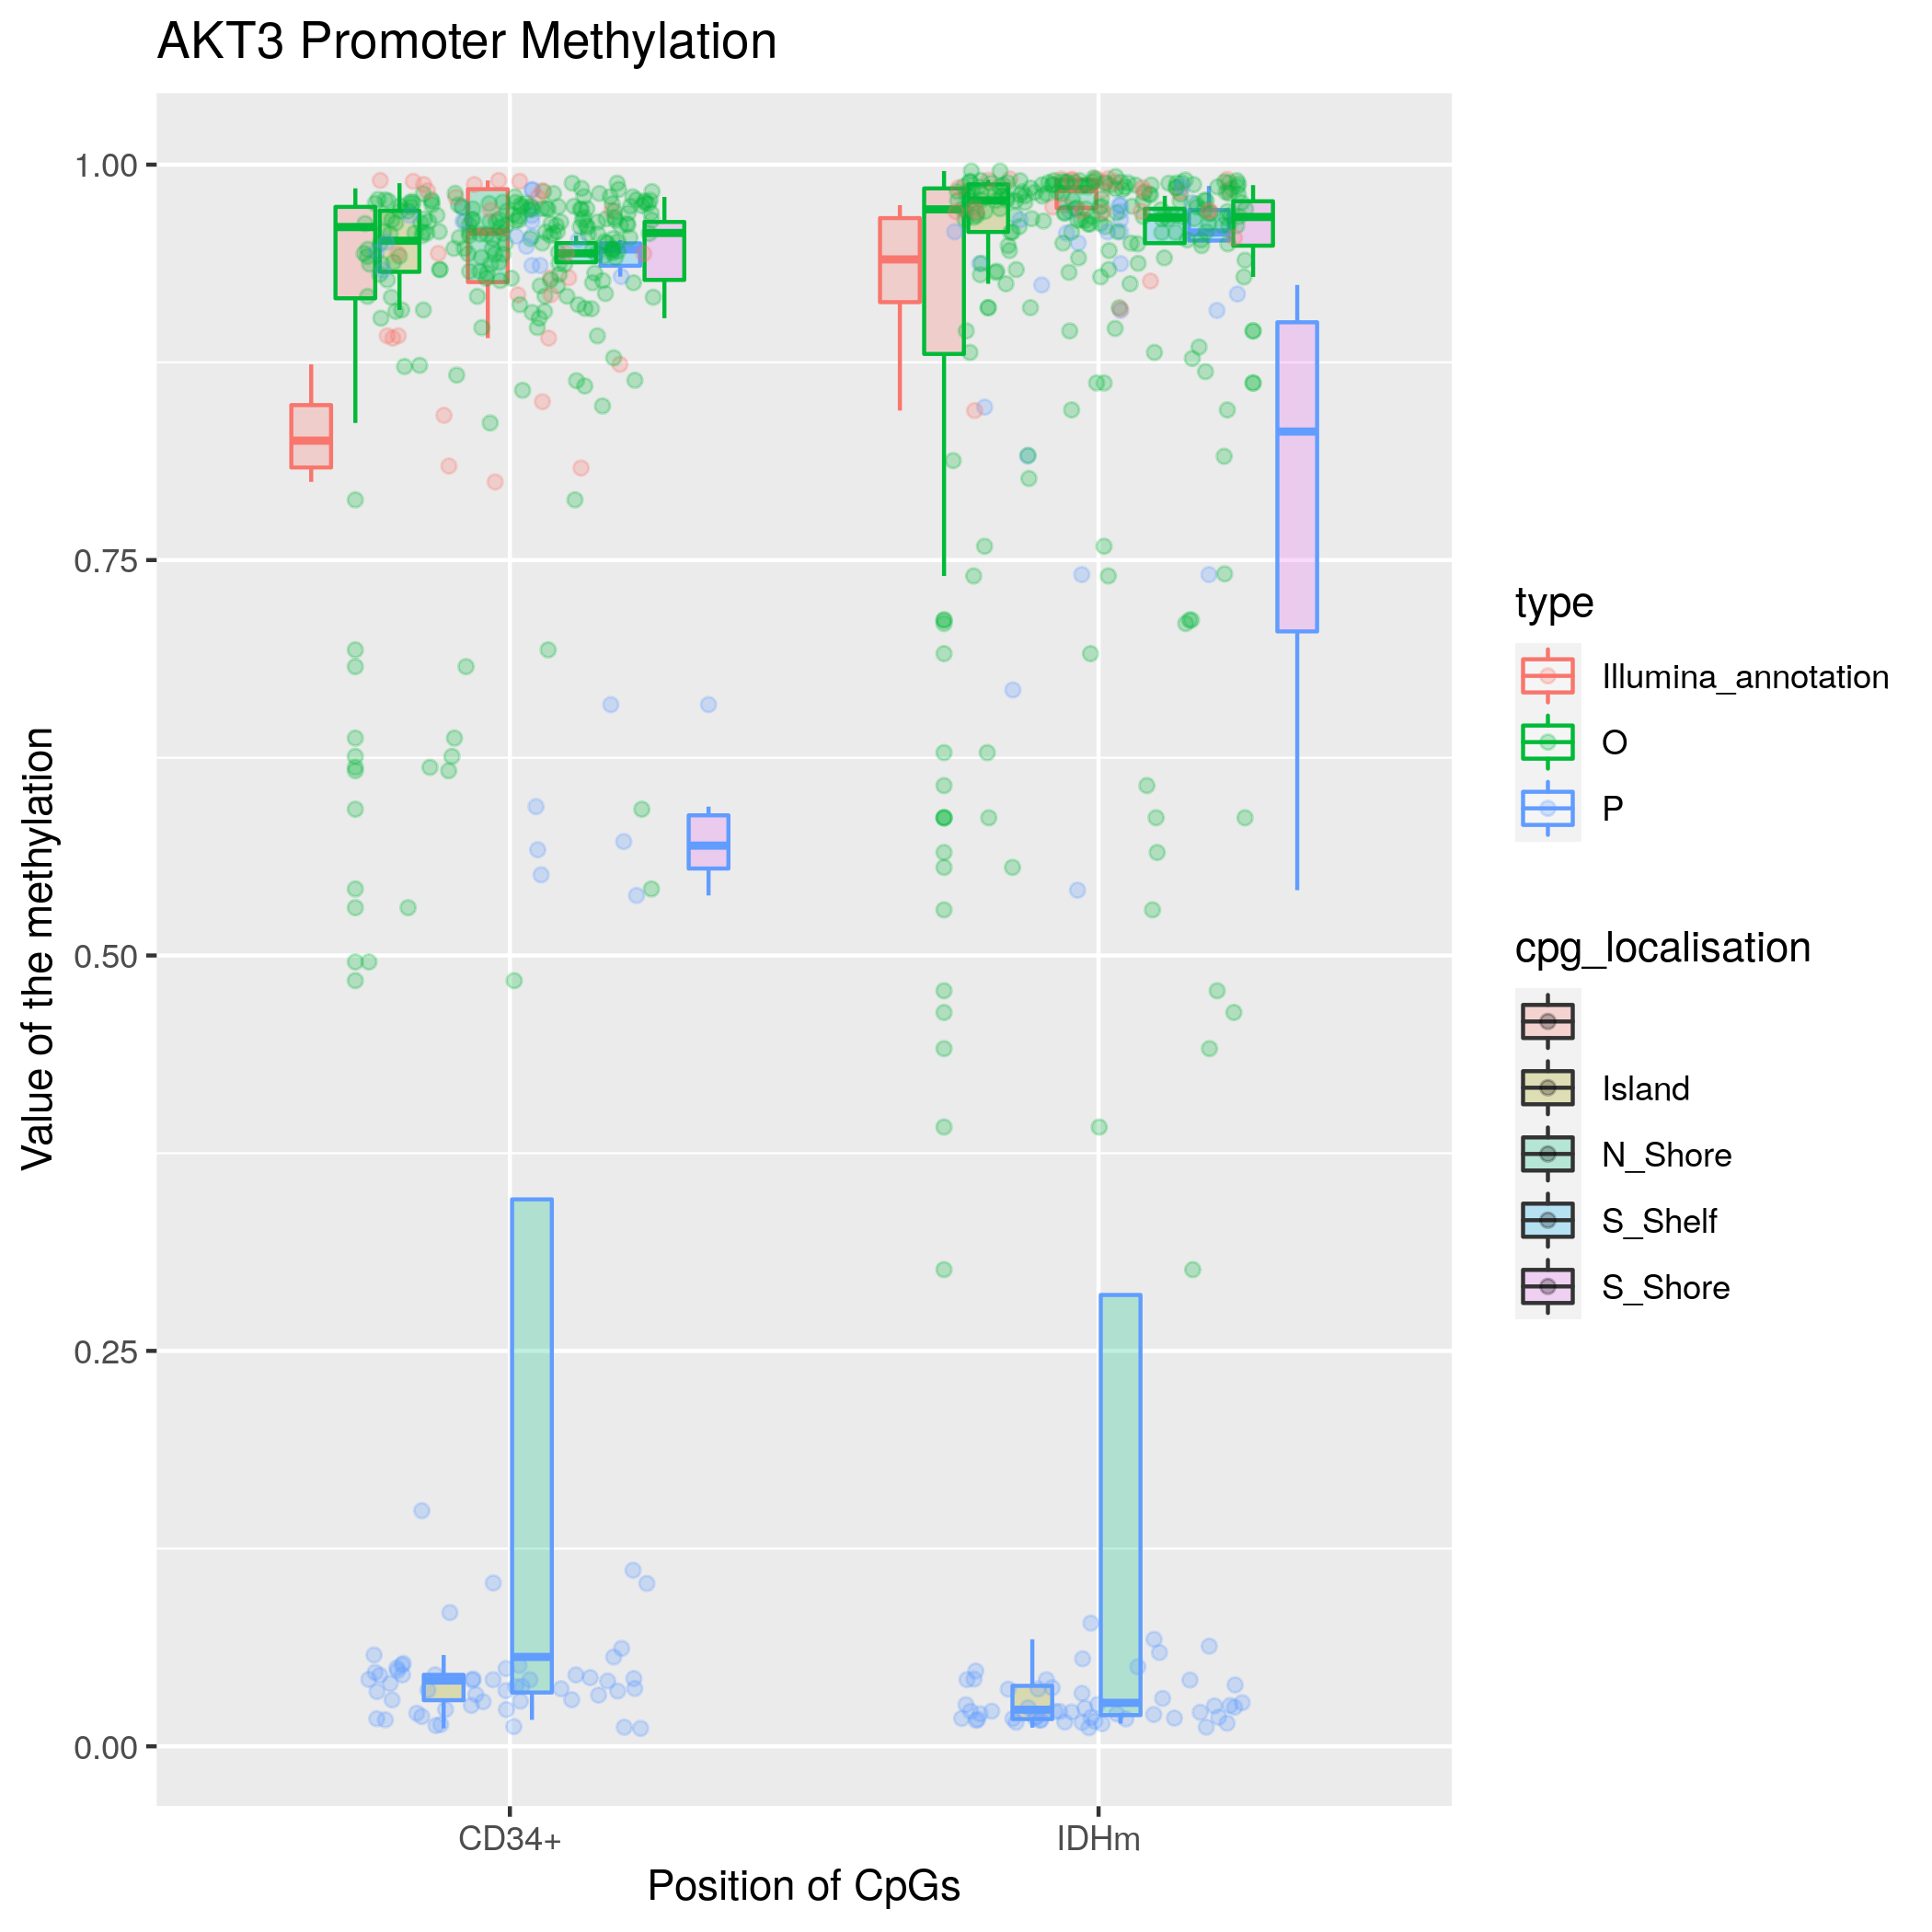 AKT3 Promoter Methylation
1.00
0.75
0.50
0.25
0.00
Value of the methylation
CD34+
IDHm
Position of CpGs
type
Illumina_annotation
O
P
cpg_localisation
Island
N_Shore
S_Shelf
S_Shore